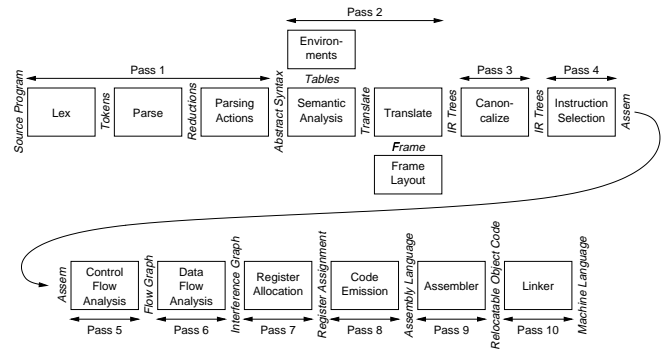 Pass 2
Environ-
ments
Pass 1
Tables
Pass 3
Pass 4
Source Program
Lex
Tokens
Parse
Reductions
Parsing
Actions
Abstract Syntax
Semantic
Analysis
Translate
Translate
IR Trees
Canon-
calize
IR Trees
Instruction
Selection
Assem
Frame
Frame
Layout
Assem
Control
Flow
Analysis
Flow Graph
Data
Flow
Analysis
Interference Graph
Register
Allocation
Register Assignment
Code
Emission
Assembly Language
Assembler
Relocatable Object Code
Linker
Machine Language
Pass 5
Pass 6
Pass 7
Pass 8
Pass 9
Pass 10